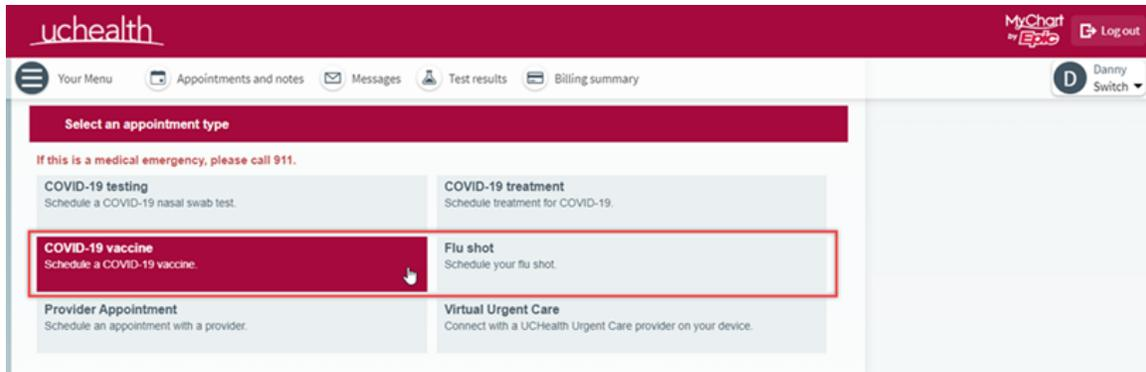 uchealth
MyChart
by Epic
Log out
Your Menu
Appointments and notes
Messages
Test results
Billing summary
D
Danny
Switch
Select an appointment type
If this is a medical emergency, please call 911.
COVID-19 testing
Schedule a COVID-19 nasal swab test.
COVID-19 treatment
Schedule treatment for COVID-19.
COVID-19 vaccine
Schedule a COVID-19 vaccine.
Flu shot
Schedule your flu shot.
Provider Appointment
Schedule an appointment with a provider.
Virtual Urgent Care
Connect with a UCHealth Urgent Care provider on your device.